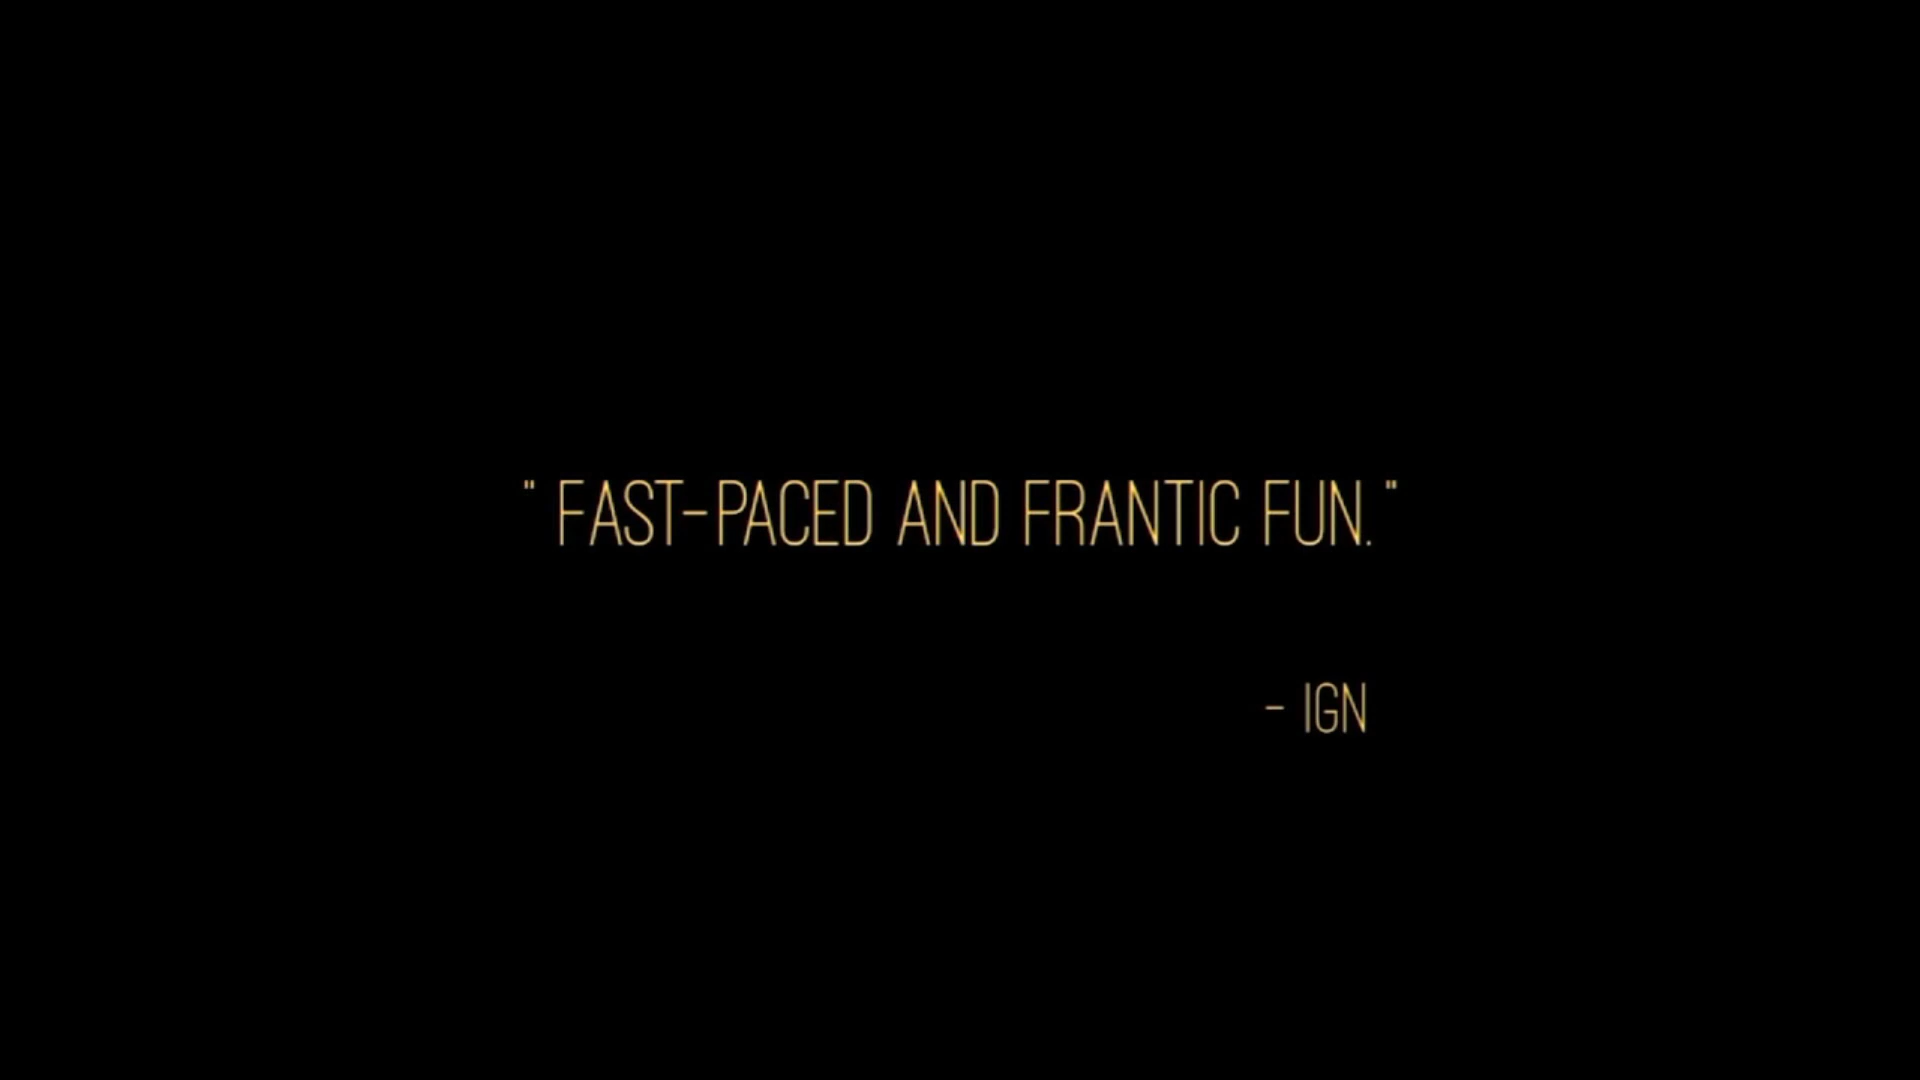 " FAST-PACED AND FRANTIC FUN. "
- IGN